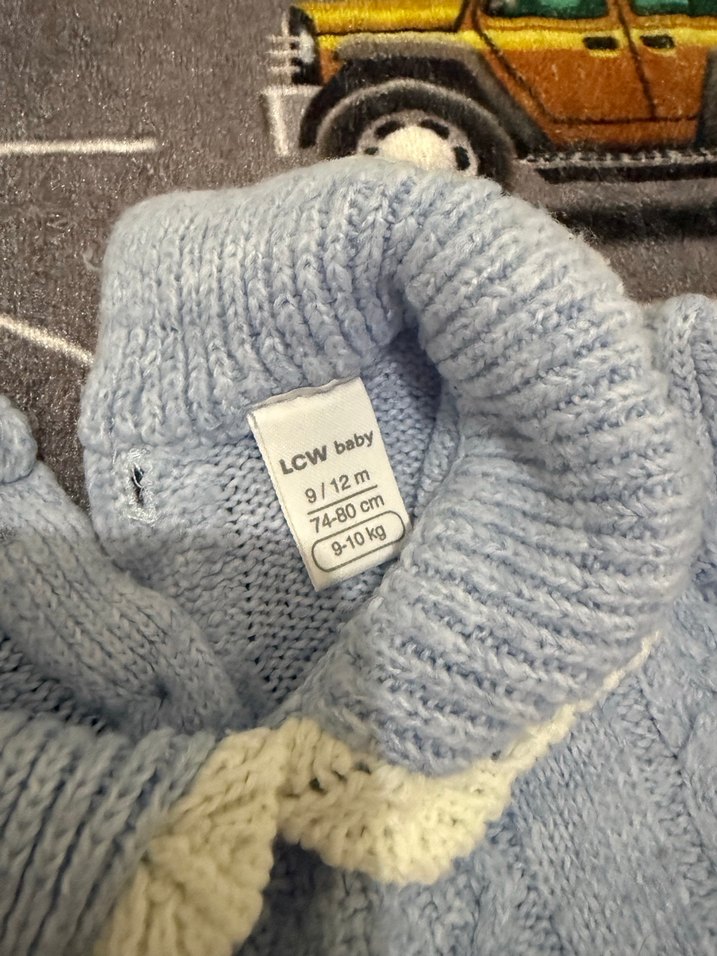 LCW baby
9 / 12 m
74-80 cm
9-10 kg